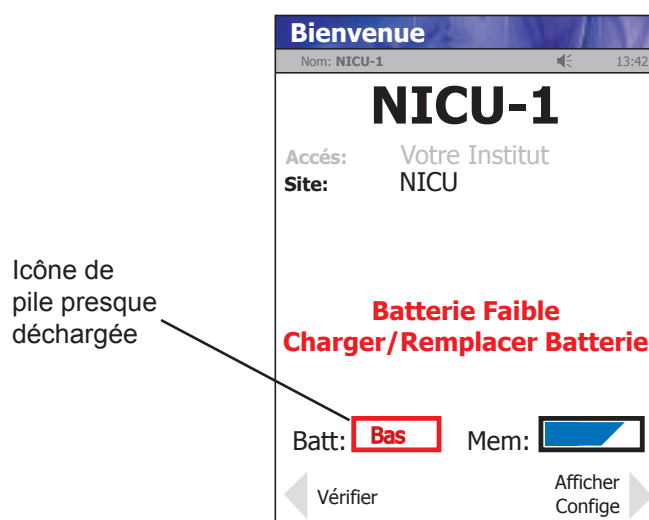 Bienvenue
Nom: NICU-1 13:42
NICU-1
Accés: Votre Institut
Site: NICU
Icône de
pile presque
déchargée
Batterie Faible
Charger/Remplacer Batterie
Batt: Bas Mem:
Vérifier
Afficher
Confige